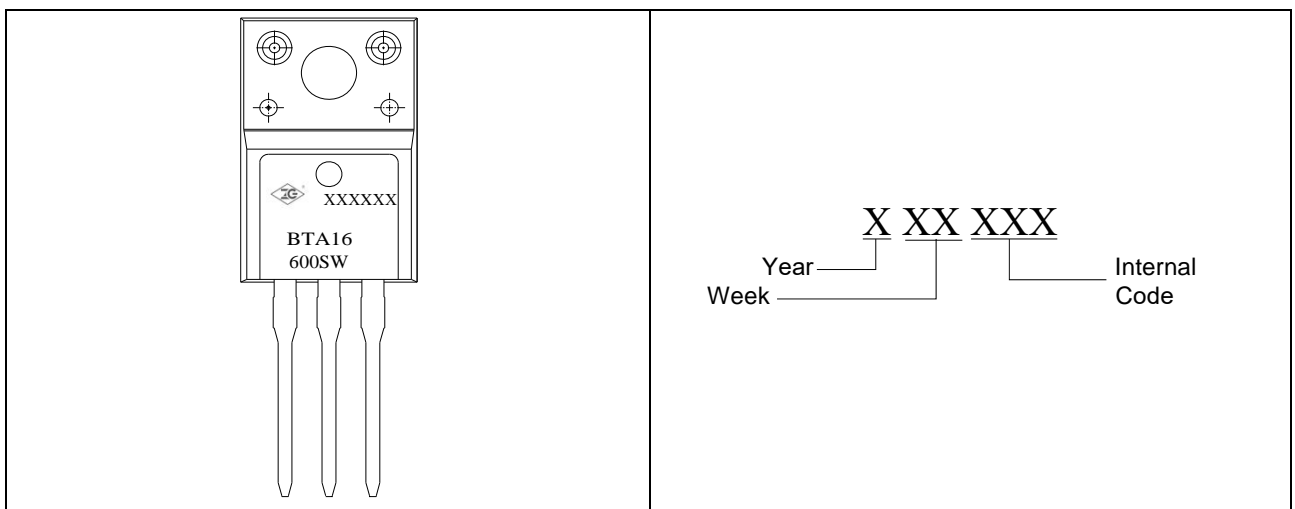 XXXXXX
BTA16
600SW
X XX XXX
Year
Week
Internal
Code